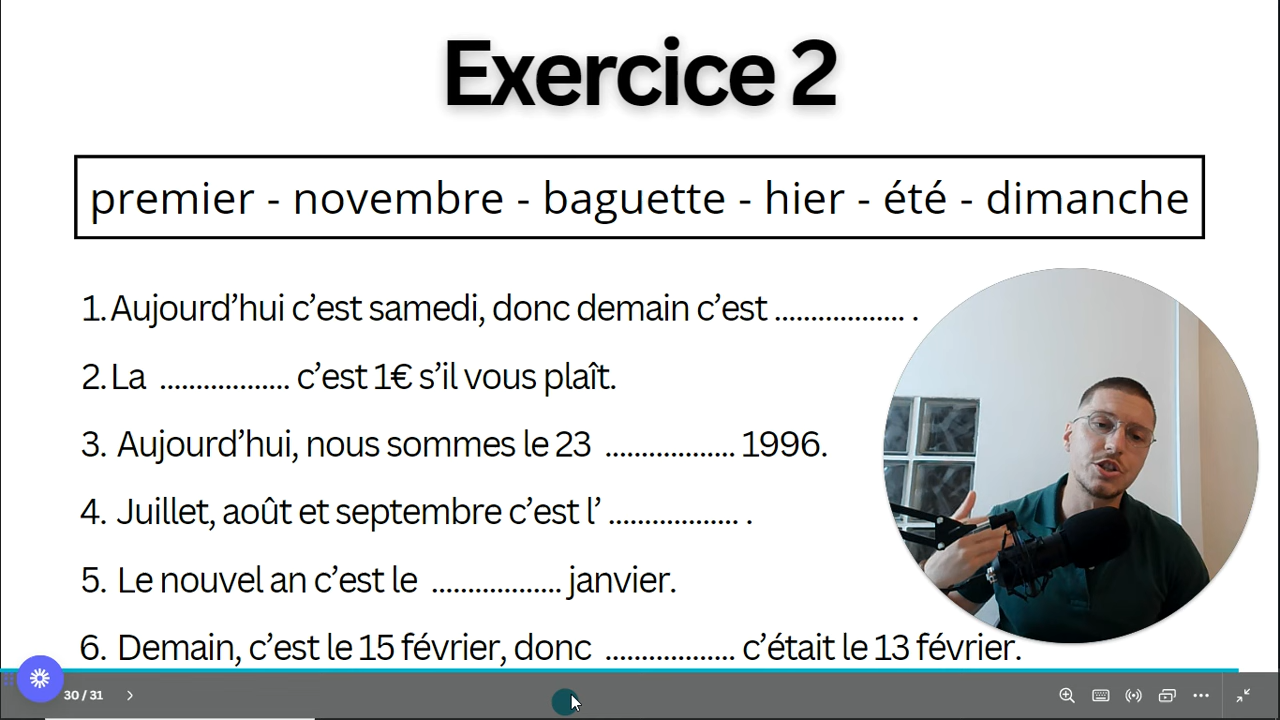 Exercice 2
premier - novembre - baguette - hier - été - dimanche
1. Aujourd’hui c’est samedi, donc demain c’est .................. .
2. La .................. c’est 1€ s’il vous plaît.
3. Aujourd’hui, nous sommes le 23 .................. 1996.
4. Juillet, août et septembre c’est l’ .................. .
5. Le nouvel an c’est le .................. janvier.
6. Demain, c’est le 15 février, donc .................. c’était le 13 février.
30 / 31